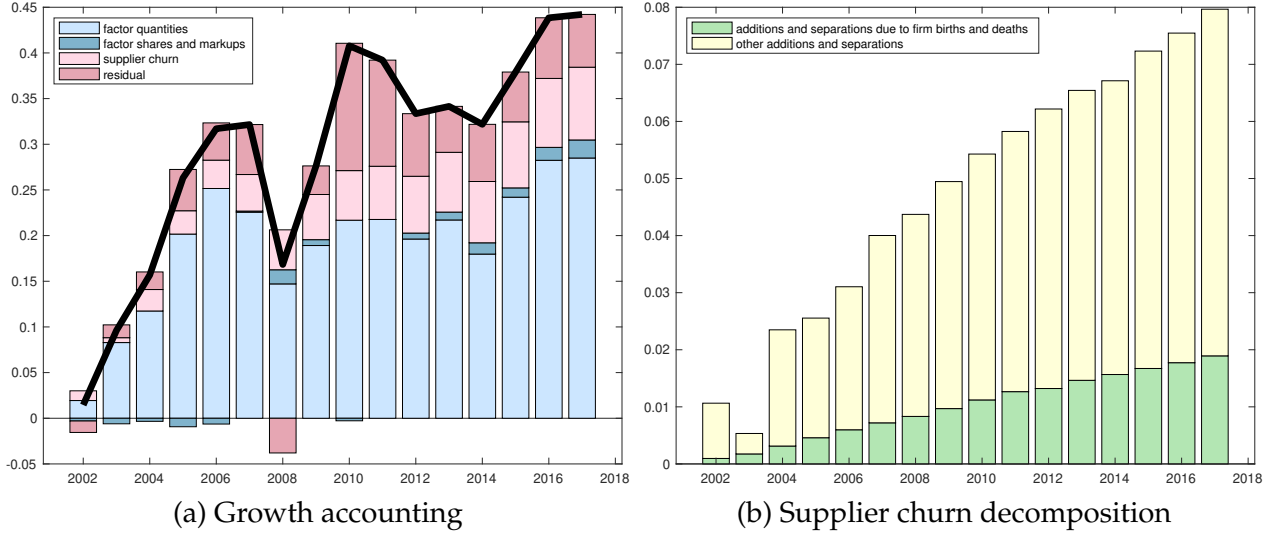 factor quantities
factor shares and markups
supplier churn
residual
0.45
0.4
0.35
0.3
0.25
0.2
0.15
0.1
0.05
0
-0.05
2002 2004 2006 2008 2010 2012 2014 2016 2018
(a) Growth accounting
additions and separations due to firm births and deaths
other additions and separations
0.08
0.07
0.06
0.05
0.04
0.03
0.02
0.01
0
2002 2004 2006 2008 2010 2012 2014 2016 2018
(b) Supplier churn decomposition